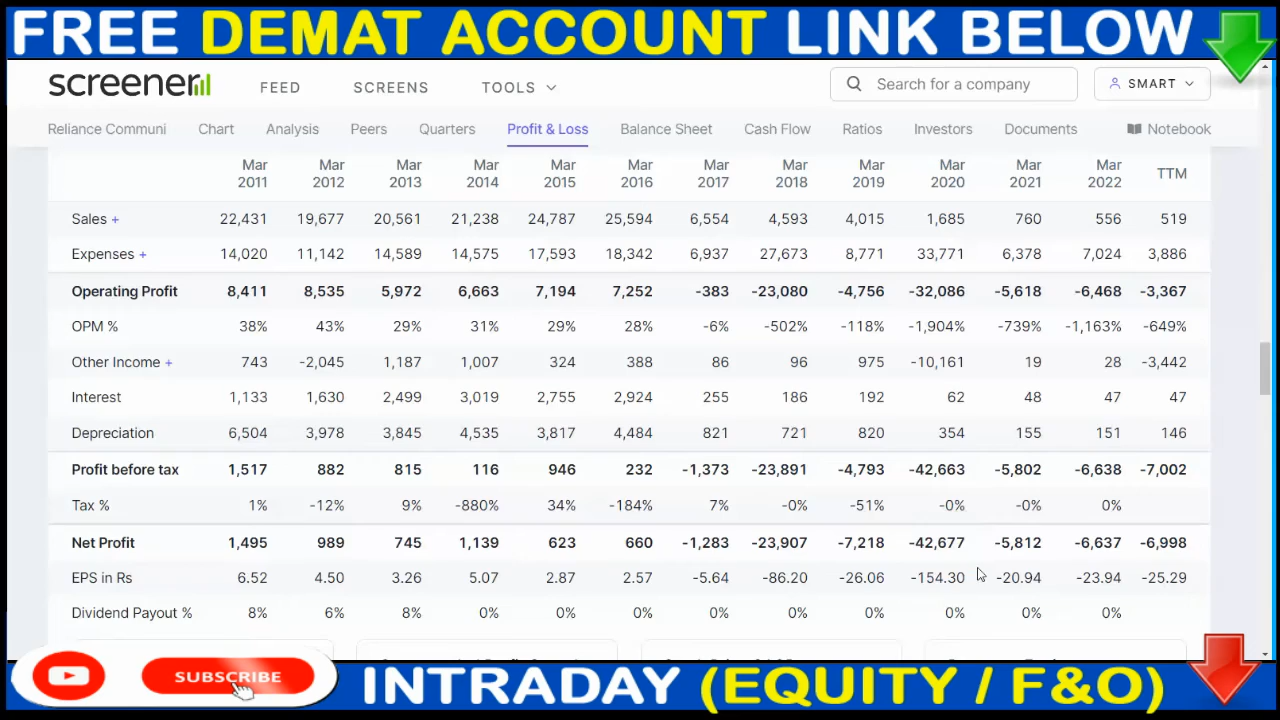 FREE DEMAT ACCOUNT LINK BELOW
screener
FEED SCREENS TOOLS
Search for a company
SMART
Reliance Communi Chart Analysis Peers Quarters Profit & Loss Balance Sheet Cash Flow Ratios Investors Documents Notebook
Mar 2011 Mar 2012 Mar 2013 Mar 2014 Mar 2015 Mar 2016 Mar 2017 Mar 2018 Mar 2019 Mar 2020 Mar 2021 Mar 2022 TTM
Sales + 22,431 19,677 20,561 21,238 24,787 25,594 6,554 4,593 4,015 1,685 760 556 519
Expenses + 14,020 11,142 14,589 14,575 17,593 18,342 6,937 27,673 8,771 33,771 6,378 7,024 3,886
Operating Profit 8,411 8,535 5,972 6,663 7,194 7,252 -383 -23,080 -4,756 -32,086 -5,618 -6,468 -3,367
OPM % 38% 43% 29% 31% 29% 28% -6% -502% -118% -1,904% -739% -1,163% -649%
Other Income + 743 -2,045 1,187 1,007 324 388 86 96 975 -10,161 19 28 -3,442
Interest 1,133 1,630 2,499 3,019 2,755 2,924 255 186 192 62 48 47 47
Depreciation 6,504 3,978 3,845 4,535 3,817 4,484 821 721 820 354 155 151 146
Profit before tax 1,517 882 815 116 946 232 -1,373 -23,891 -4,793 -42,663 -5,802 -6,638 -7,002
Tax % 1% -12% 9% -880% 34% -184% 7% -0% -51% -0% -0% 0%
Net Profit 1,495 989 745 1,139 623 660 -1,283 -23,907 -7,218 -42,677 -5,812 -6,637 -6,998
EPS in Rs 6.52 4.50 3.26 5.07 2.87 2.57 -5.64 -86.20 -26.06 -154.30 -20.94 -23.94 -25.29
Dividend Payout % 8% 6% 8% 0% 0% 0% 0% 0% 0% 0% 0% 0%
SUBSCRIBE
INTRADAY (EQUITY / F&O)